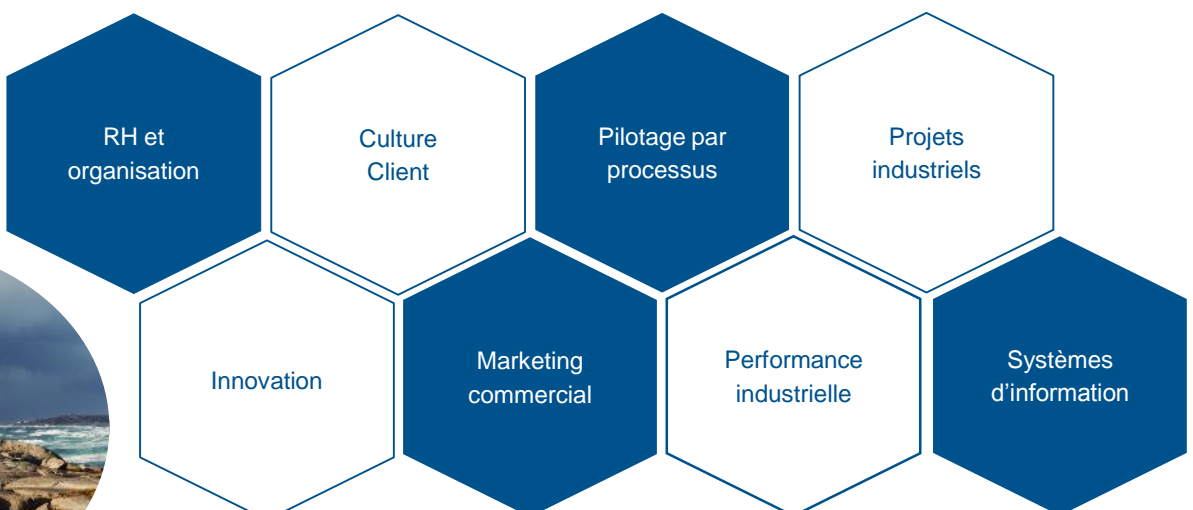 RH et
organisation
Culture
Client
Pilotage par
processus
Projets
industriels
Innovation
Marketing
commercial
Performance
industrielle
Systèmes
d’information